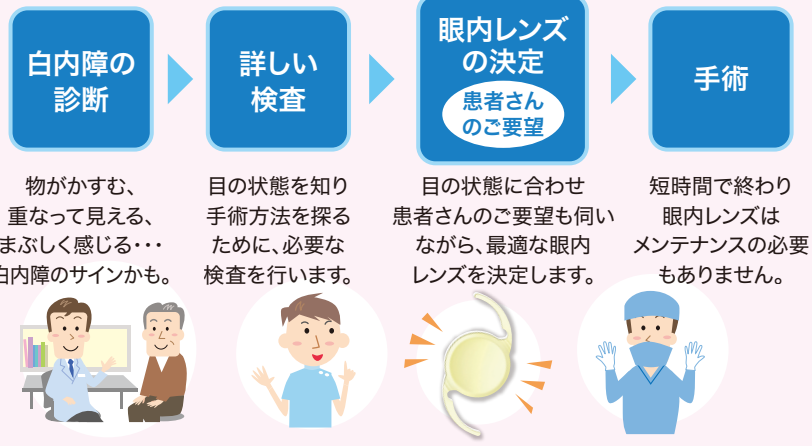 白内障の
診断
詳しい
検査
眼内レンズ
の決定
患者さん
のご要望
手術
物がかすむ、
重なって見える、
まぶしく感じる・・・
白内障のサインかも。
目の状態を知り
手術方法を探る
ために、必要な
検査を行います。
目の状態に合わせ
患者さんのご要望も伺い
ながら、最適な眼内
レンズを決定します。
短時間で終わり
眼内レンズは
メンテナンスの必要
もありません。